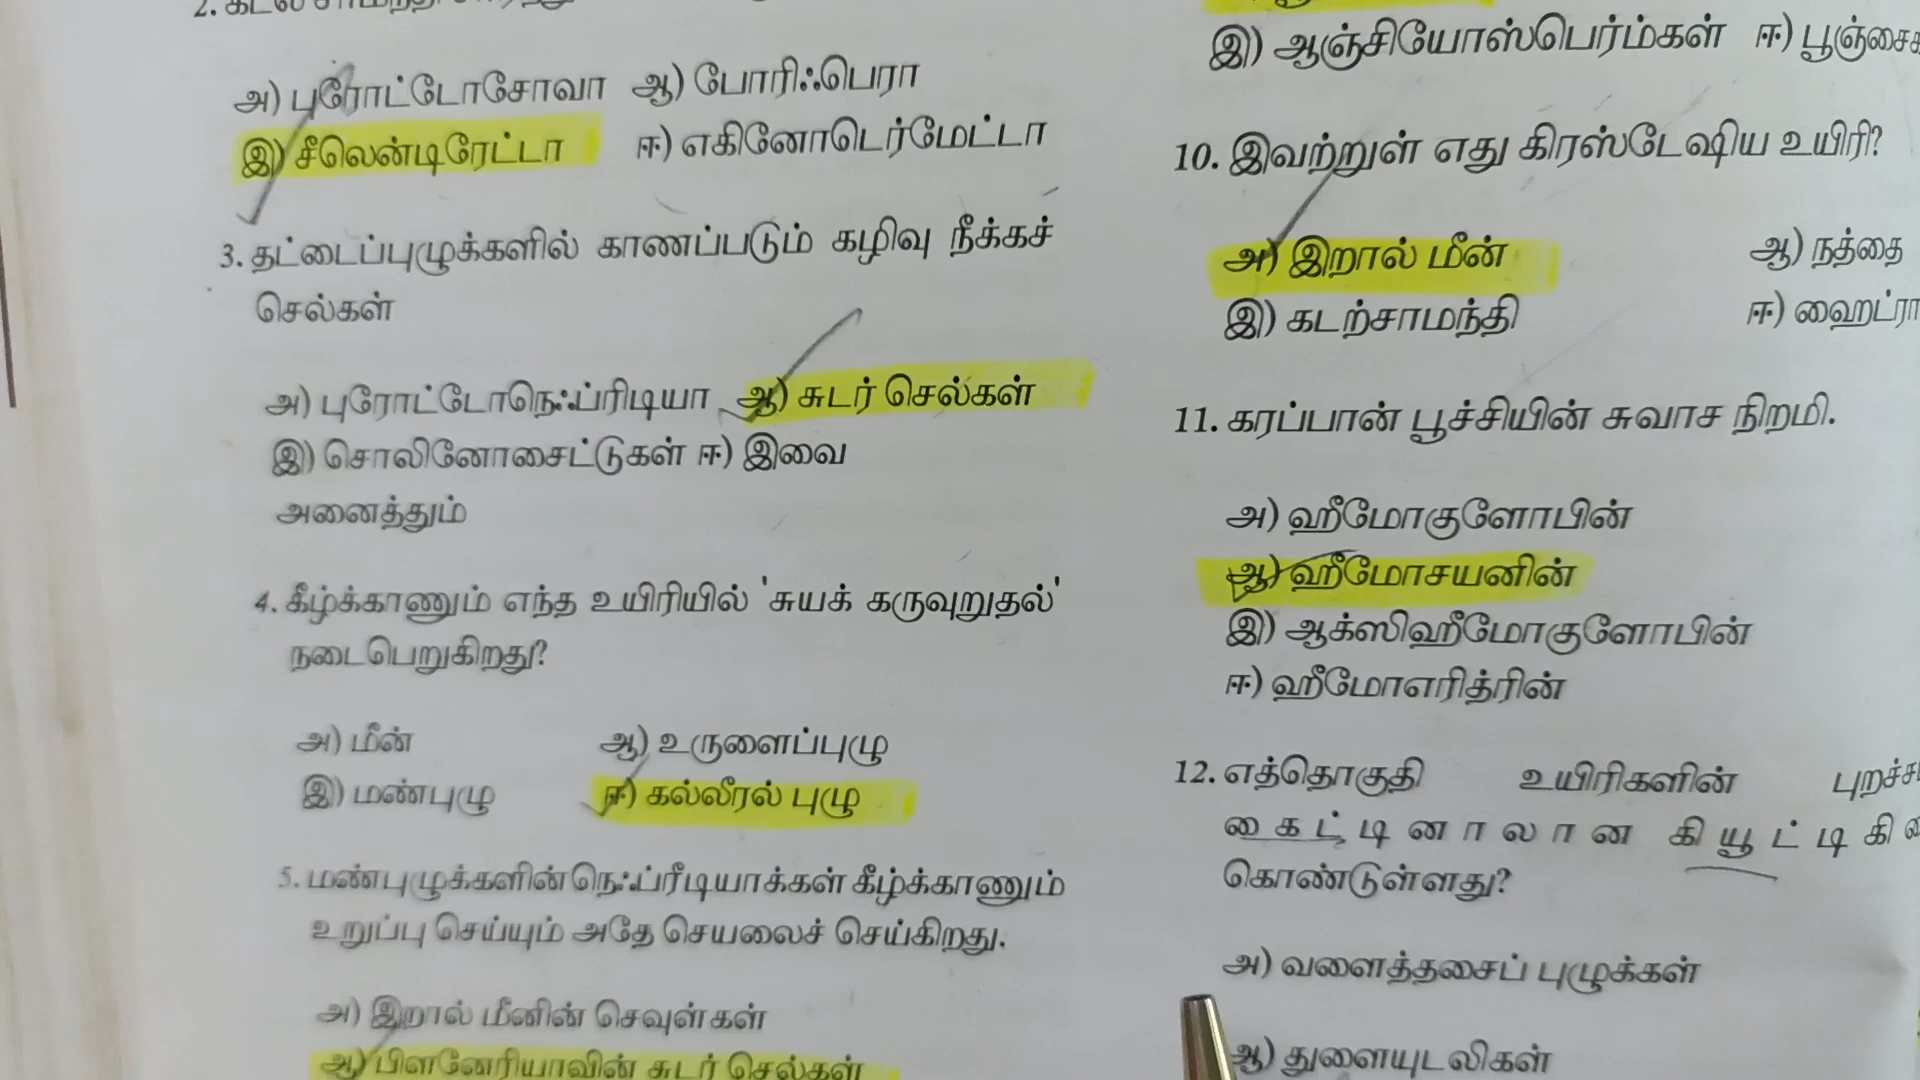 அ) புரோட்டோசோவா ஆ) போரிஃபெரா
இ) சீலென்டிரேட்டா ஈ) எகினோடெர்மேட்டா
3. தட்டைப்புழுக்களில் காணப்படும் கழிவு நீக்கச்
செல்கள்
அ) புரோட்டோநெஃப்ரிடியா ஆ) சுடர் செல்கள்
இ) சொலினோசைட்டுகள் ஈ) இவை
அனைத்தும்
4. கீழ்க்காணும் எந்த உயிரியில் 'சுயக் கருவுறுதல்'
நடைபெறுகிறது?
அ) மீன் ஆ) உருளைப்புழு
இ) மண்புழு ஈ) கல்லீரல் புழு
5. மண்புழுக்களின் நெஃப்ரீடியாக்கள் கீழ்க்காணும்
உறுப்பு செய்யும் அதே செயலைச் செய்கிறது.
அ) இறால் மீனின் செவுள்கள்
ஆ) பிளனேரியாவின் சுடர் செல்கள்
இ) ஆஞ்சியோஸ்பெர்ம்கள் ஈ)
10. இவற்றுள் எது கிரஸ்டேஷிய உயிரி?
அ) இறால் மீன் ஆ) நத்தை
இ) கடற்சாமந்தி ஈ) ஹைட்ரா
11. கரப்பான் பூச்சியின் சுவாச நிறமி.
அ) ஹீமோகுளோபின்
ஆ) ஹீமோசயனின்
இ) ஆக்ஸிஹீமோகுளோபின்
ஈ) ஹீமோஎரித்ரின்
12. எத்தொகுதி உயிரிகளின்
கைட்டினாலான
கொண்டுள்ளது?
அ) வளைத்தசைப் புழுக்கள்
ஆ) துளையுடலிகள்